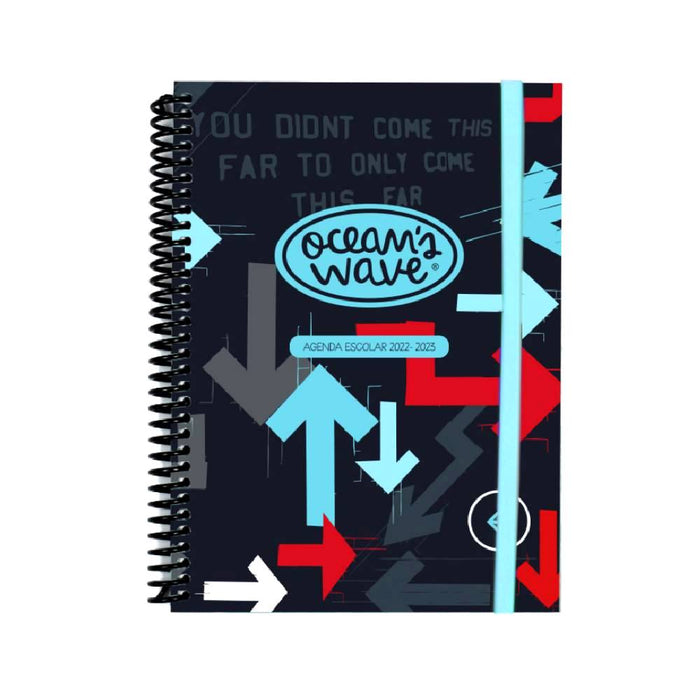 YOU DIDNT COME THIS
FAR TO ONLY COME
THIS FAR
ocean's
wave®
AGENDA ESCOLAR 2022-2023